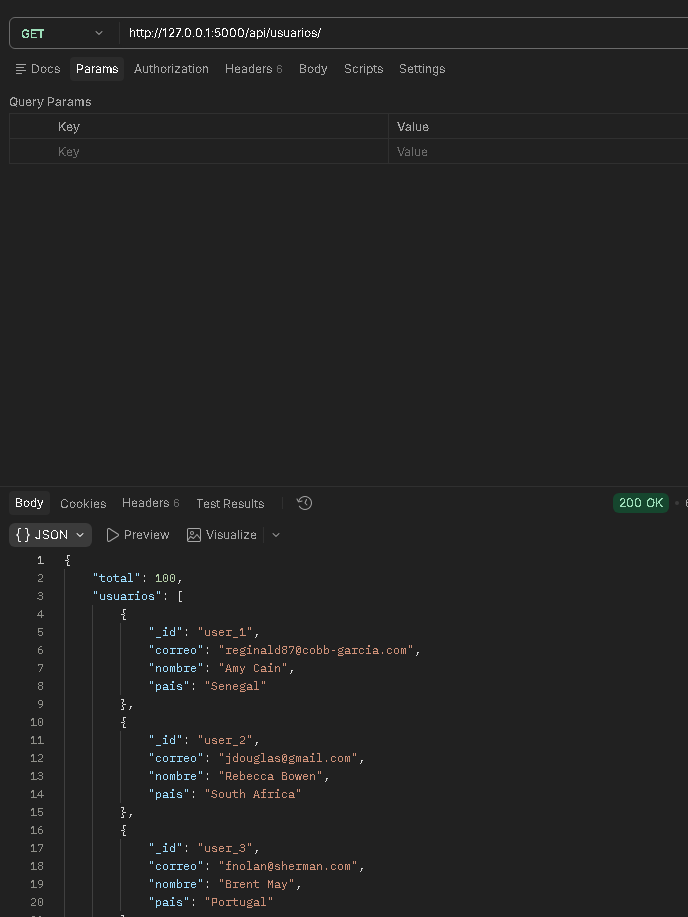 GET http://127.0.0.1:5000/api/usuarios/
Docs Params Authorization Headers 6 Body Scripts Settings
Query Params
Key Value
Key Value
Body Cookies Headers 6 Test Results 200 OK
{ } JSON Preview Visualize
1 {
2 "total": 100,
3 "usuarios": [
4 {
5 "_id": "user_1",
6 "correo": "reginald87@cobb-garcia.com",
7 "nombre": "Amy Cain",
8 "pais": "Senegal"
9 },
10 {
11 "_id": "user_2",
12 "correo": "jdouglas@gmail.com",
13 "nombre": "Rebecca Bowen",
14 "pais": "South Africa"
15 },
16 {
17 "_id": "user_3",
18 "correo": "fnolan@sherman.com",
19 "nombre": "Brent May",
20 "pais": "Portugal"